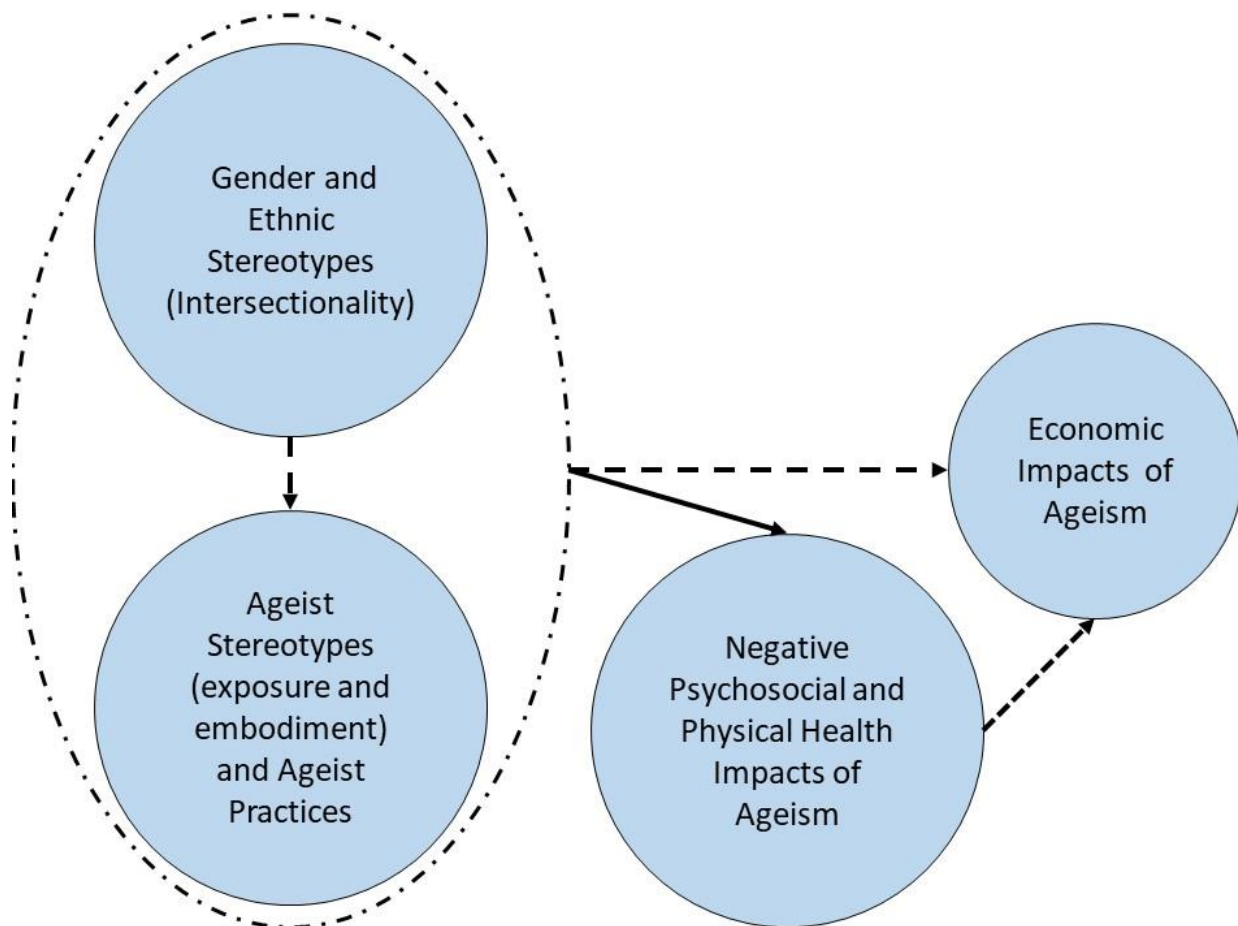 Gender and
Ethnic
Stereotypes
(Intersectionality)
Ageist
Stereotypes
(exposure and
embodiment)
and Ageist
Practices
Negative
Psychosocial and
Physical Health
Impacts of
Ageism
Economic
Impacts of
Ageism